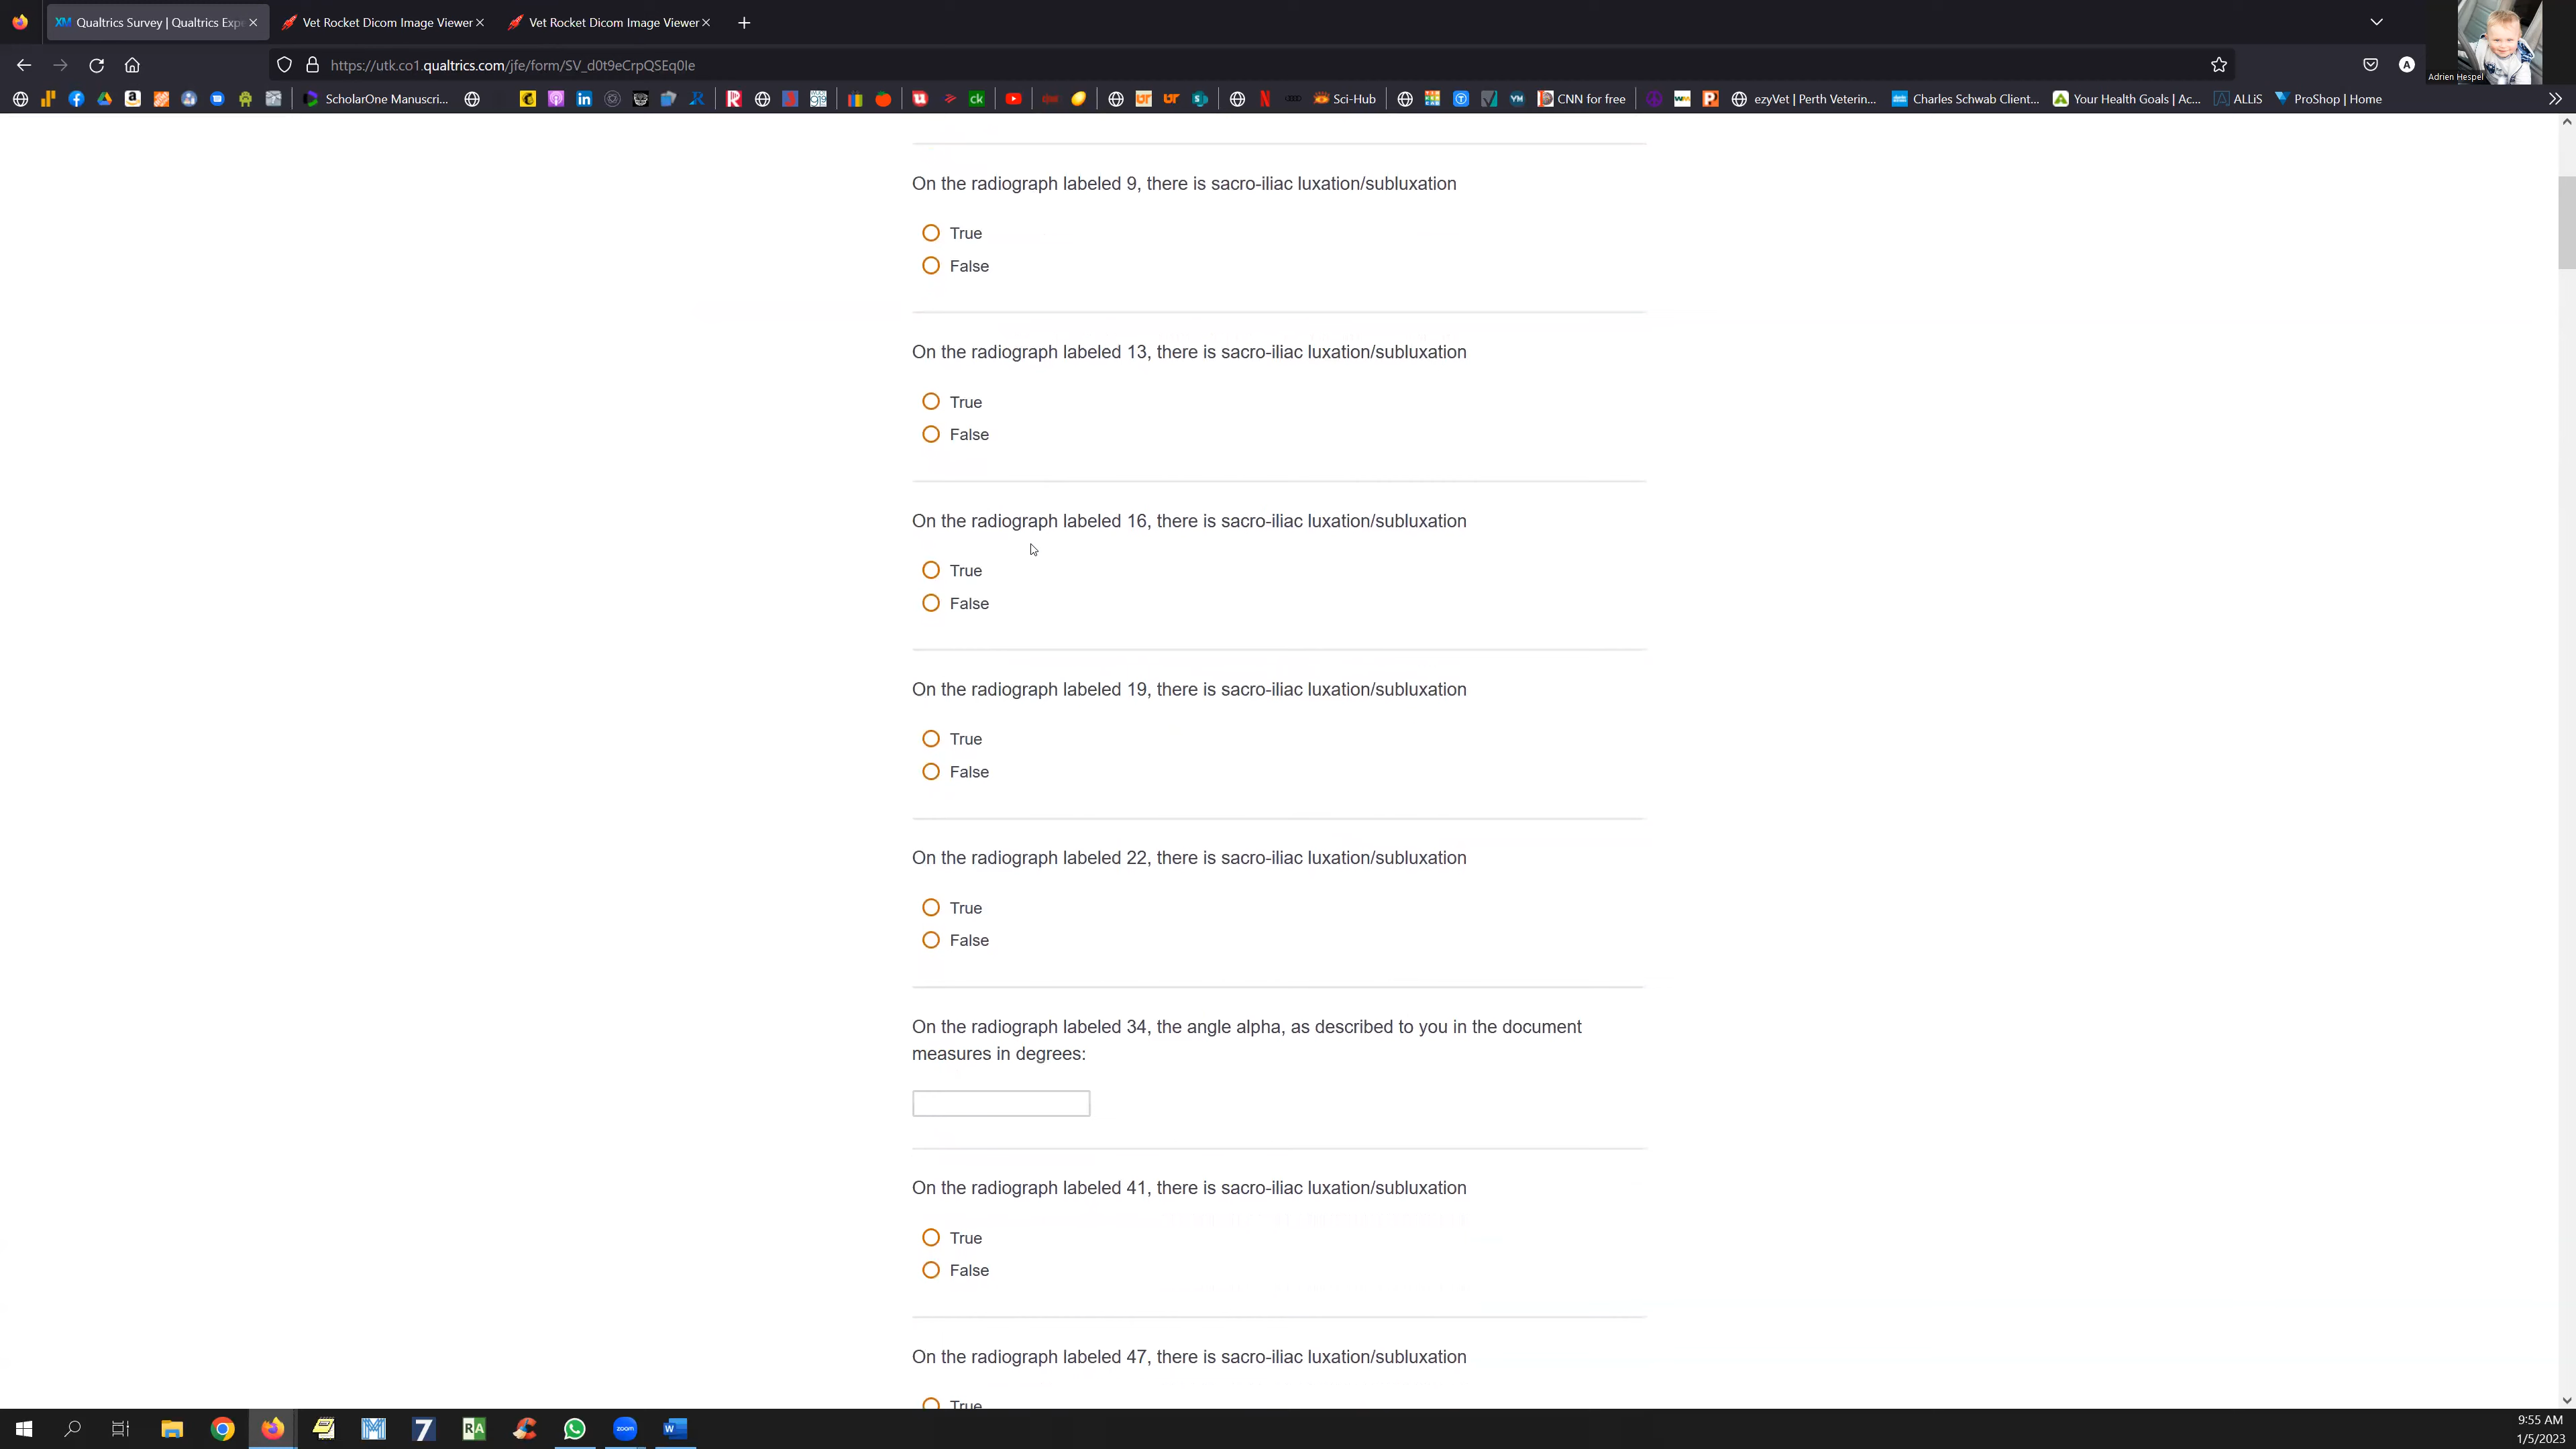 Qualtrics Survey | Qualtrics Exp
Vet Rocket Dicom Image Viewer
Vet Rocket Dicom Image Viewer
https://utk.co1.qualtrics.com/jfe/form/SV_d0t9eCrpQSEq0Ie
Adrien Hespel
ScholarOne Manuscri...
Sci-Hub
CNN for free
ezyVet | Perth Veterin...
Charles Schwab Client...
Your Health Goals | Ac...
ALLiS
ProShop | Home
On the radiograph labeled 9, there is sacro-iliac luxation/subluxation
True
False
On the radiograph labeled 13, there is sacro-iliac luxation/subluxation
True
False
On the radiograph labeled 16, there is sacro-iliac luxation/subluxation
True
False
On the radiograph labeled 19, there is sacro-iliac luxation/subluxation
True
False
On the radiograph labeled 22, there is sacro-iliac luxation/subluxation
True
False
On the radiograph labeled 34, the angle alpha, as described to you in the document
measures in degrees:
On the radiograph labeled 41, there is sacro-iliac luxation/subluxation
True
False
On the radiograph labeled 47, there is sacro-iliac luxation/subluxation
True
9:55 AM
1/5/2023